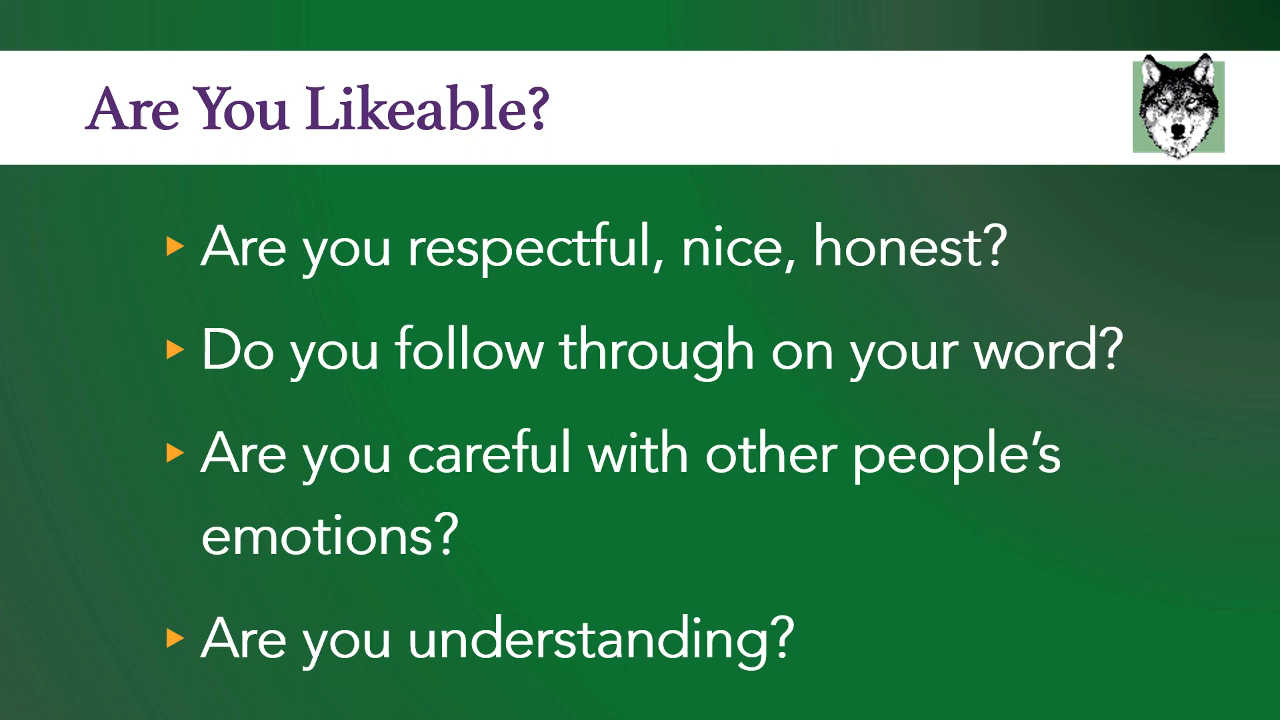 Are You Likeable?
Are you respectful, nice, honest?
Do you follow through on your word?
Are you careful with other people’s
emotions?
Are you understanding?